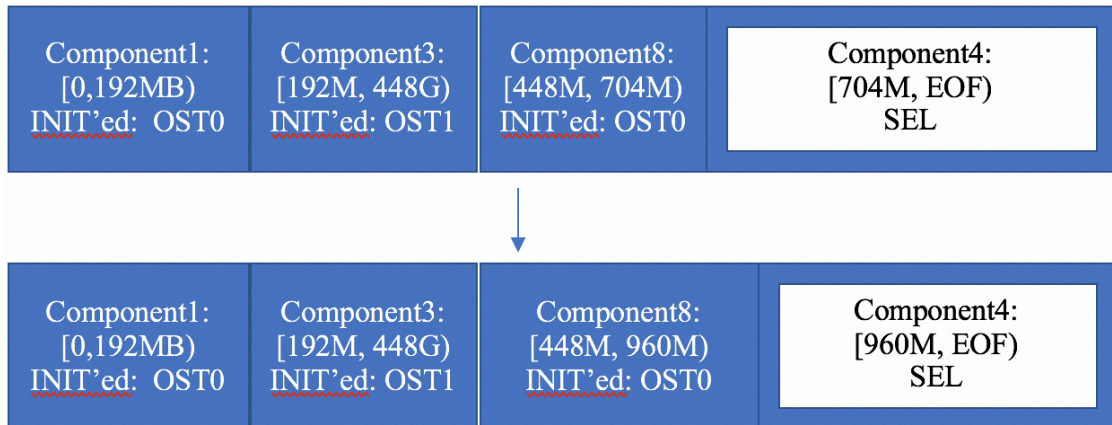 Component1:
[0,192MB)
INIT’ed:  OST0
Component3:
[192M, 448G)
INIT’ed: OST1
Component8:
[448M, 704M)
INIT’ed: OST0
Component4:
[704M, EOF)
SEL
Component1:
[0,192MB)
INIT’ed:  OST0
Component3:
[192M, 448G)
INIT’ed: OST1
Component8:
[448M, 960M)
INIT’ed: OST0
Component4:
[960M, EOF)
SEL